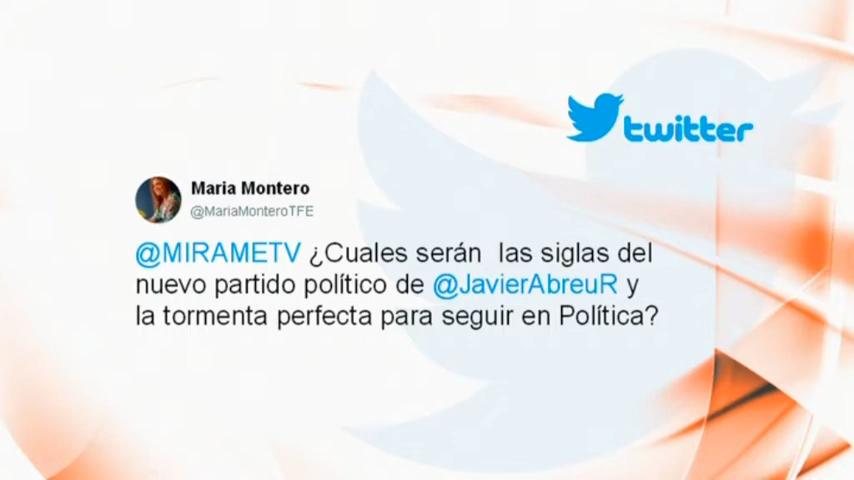 twitter
Maria Montero
@MariaMonteroTFE
@MIRAMETV ¿Cuales serán las siglas del
nuevo partido político de @JavierAbreuR y
la tormenta perfecta para seguir en Política?